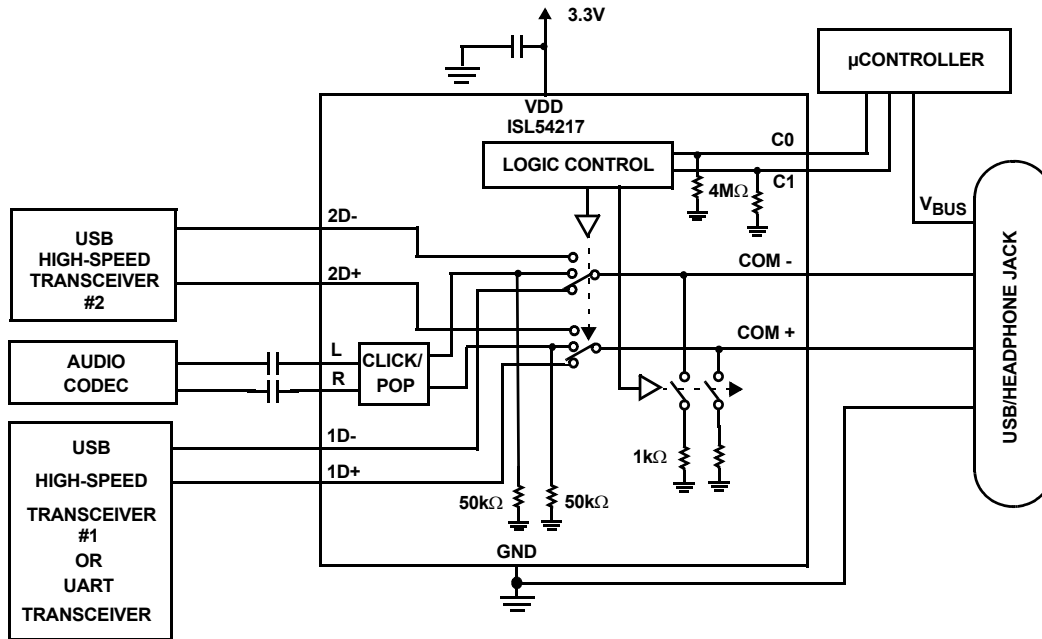 3.3V
µCONTROLLER
VDD
ISL54217
LOGIC CONTROL
C0
C1
4MΩ
VBUS
USB
HIGH-SPEED
TRANSCEIVER
#2
2D-
2D+
COM -
COM +
USB/HEADPHONE JACK
AUDIO
CODEC
L
R
CLICK/
POP
USB
HIGH-SPEED
TRANSCEIVER
#1
OR
UART
TRANSCEIVER
1D-
1D+
50kΩ
50kΩ
1kΩ
GND